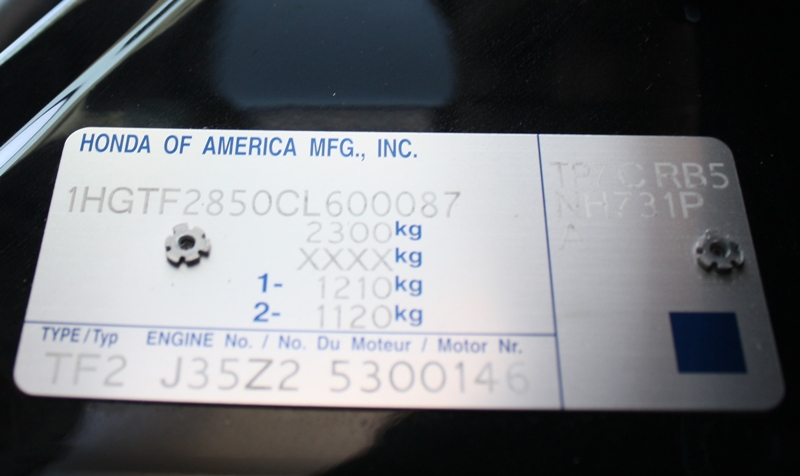 HONDA OF AMERICA MFG., INC.
1HGTF2850CL600087
2300kg
XXXXkg
1- 1210kg
2- 1120kg
TYPE/Typ ENGINE No. / No. Du Moteur / Motor Nr.
TF2 J35Z2 5300146
RB5
NH731P
A